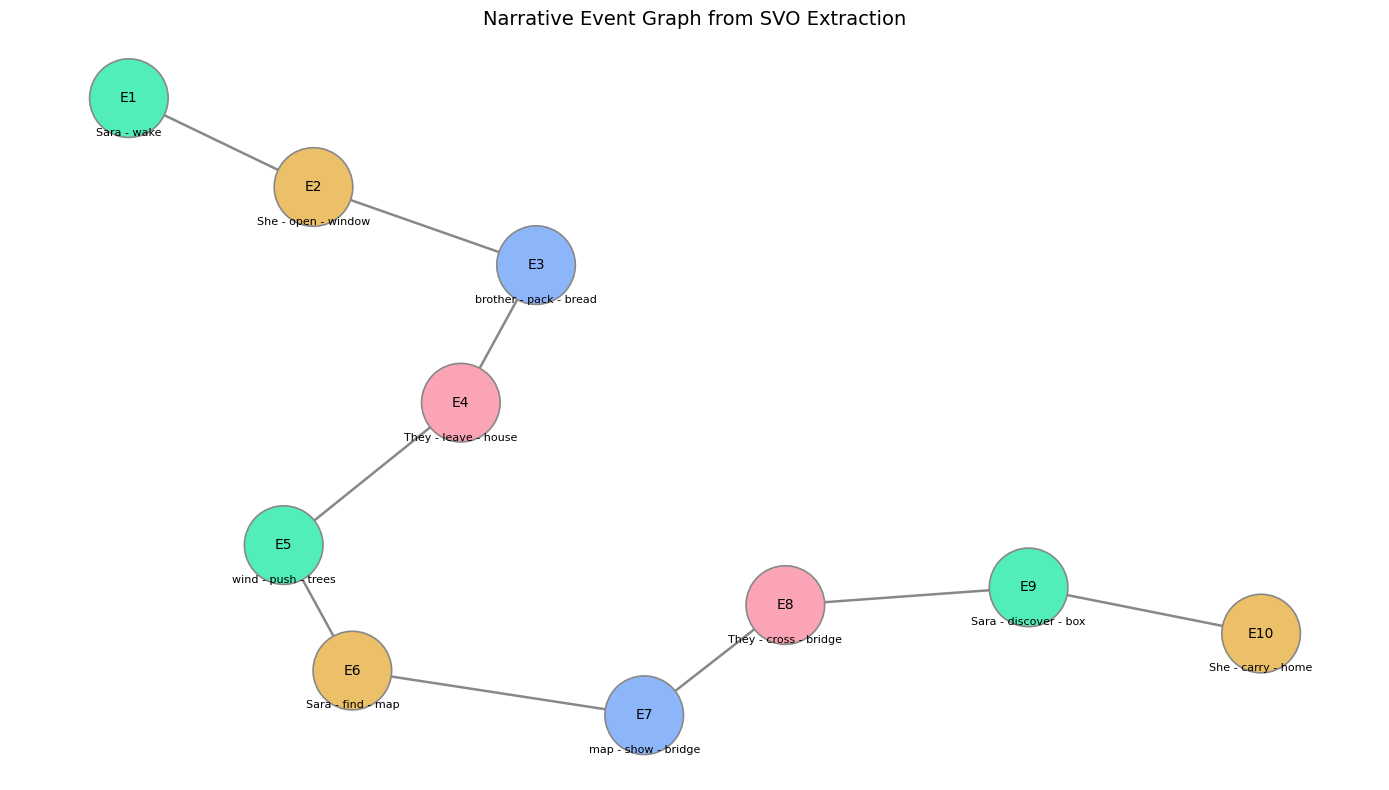 Narrative Event Graph from SVO Extraction
E1
Sara - wake
E2
She - open - window
E3
brother - pack - bread
E4
They - leave - house
E5
wind - push - trees
E6
Sara - find - map
E7
map - show - bridge
E8
They - cross - bridge
E9
Sara - discover - box
E10
She - carry - home